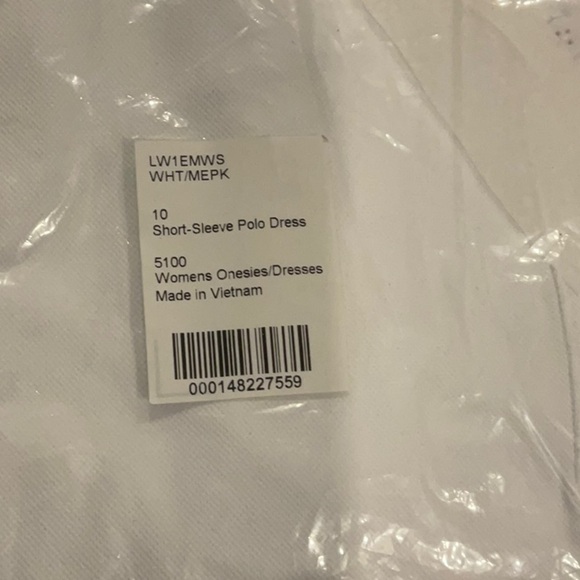 LW1EMWS
WHT/MEPK
10
Short-Sleeve Polo Dress
5100
Womens Onesies/Dresses
Made in Vietnam
000148227559